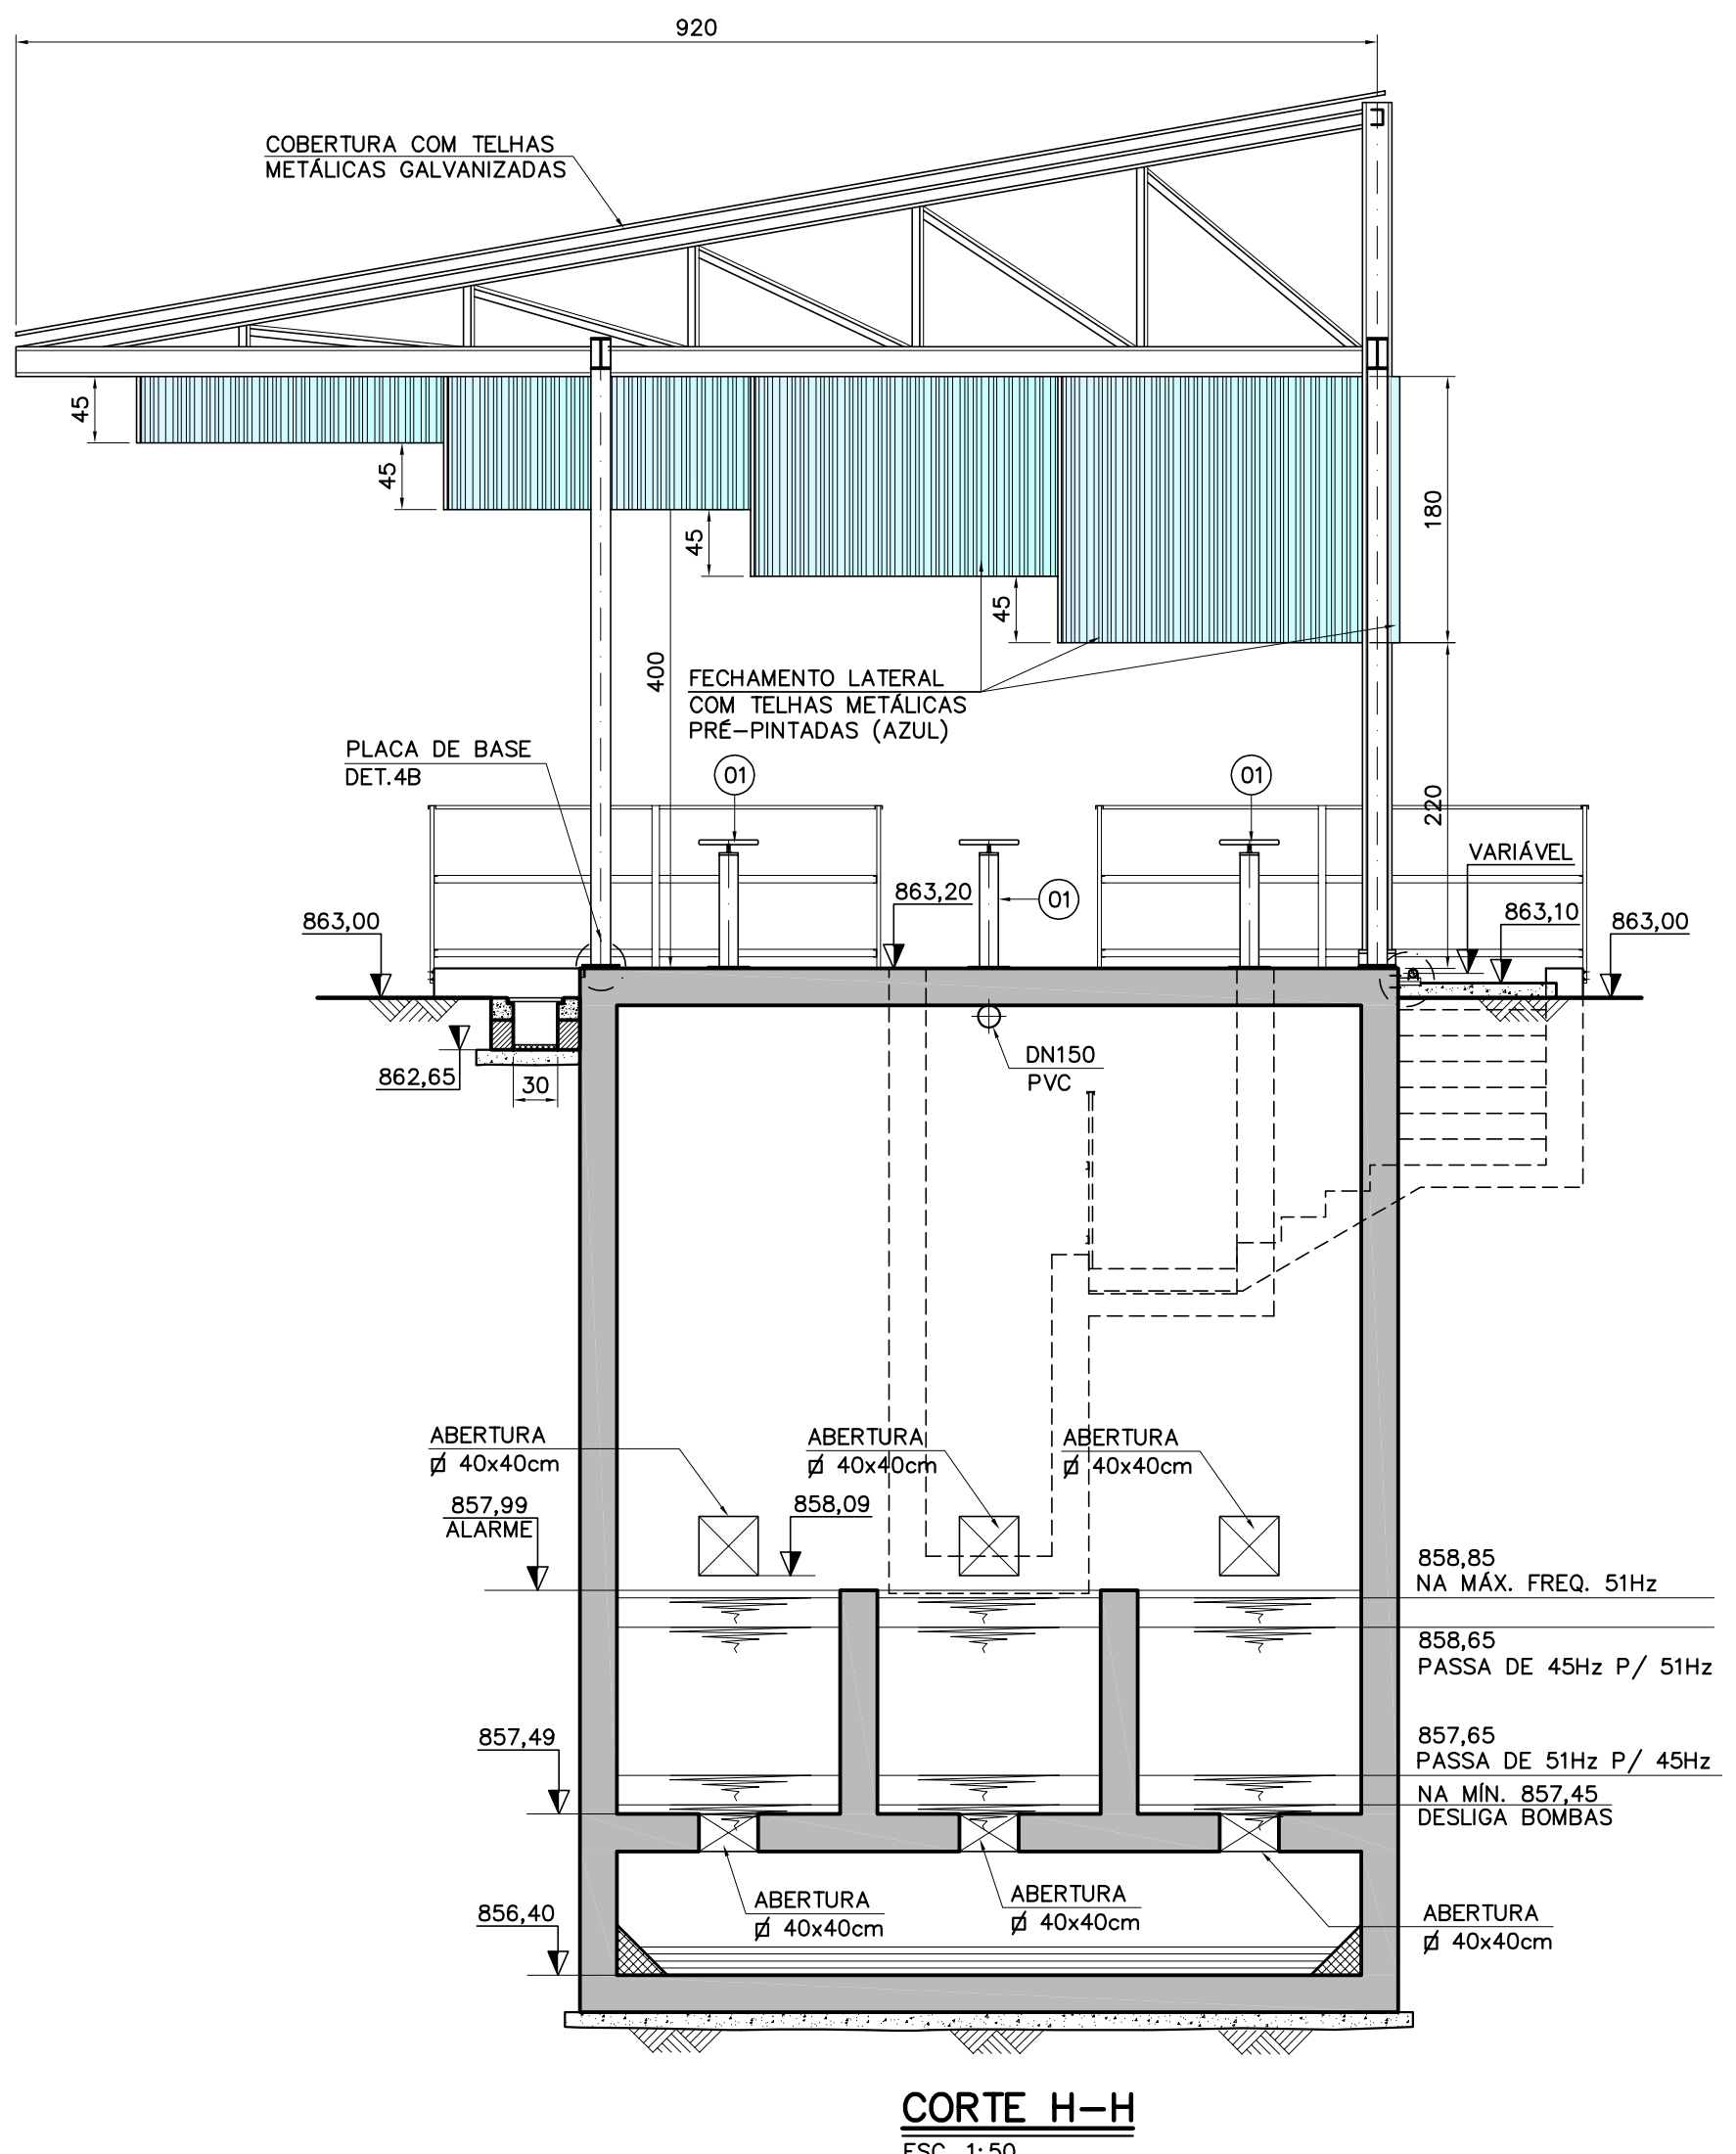 920
COBERTURA COM TELHAS
METÁLICAS GALVANIZADAS
45
45
45
45
180
400
220
FECHAMENTO LATERAL
COM TELHAS METÁLICAS
PRÉ-PINTADAS (AZUL)
PLACA DE BASE
DET.4B
01
01
01
863,00
863,20
VARIÁVEL
863,10
863,00
862,65
30
DN150
PVC
ABERTURA
40x40cm
ABERTURA
40x40cm
ABERTURA
40x40cm
857,99
ALARME
858,09
858,85
NA MÁX. FREQ. 51Hz
858,65
PASSA DE 45Hz P/ 51Hz
857,49
857,65
PASSA DE 51Hz P/ 45Hz
NA MÍN. 857,45
DESLIGA BOMBAS
856,40
ABERTURA
40x40cm
ABERTURA
40x40cm
ABERTURA
40x40cm
CORTE H-H
ESC. 1:50